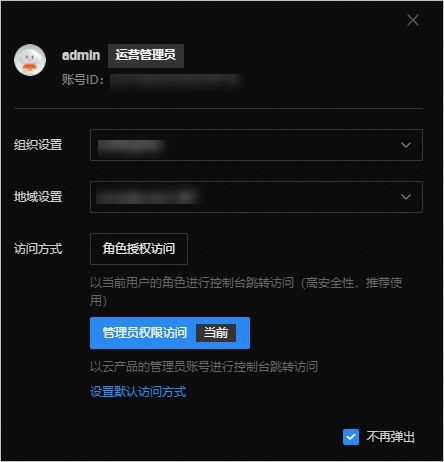 admin 运营管理员
账号ID：
组织设置
地域设置
访问方式 角色授权访问
以当前用户的角色进行控制台跳转访问（高安全性，推荐使
用）
管理员权限访问 当前
以云产品的管理员账号进行控制台跳转访问
设置默认访问方式
不再弹出